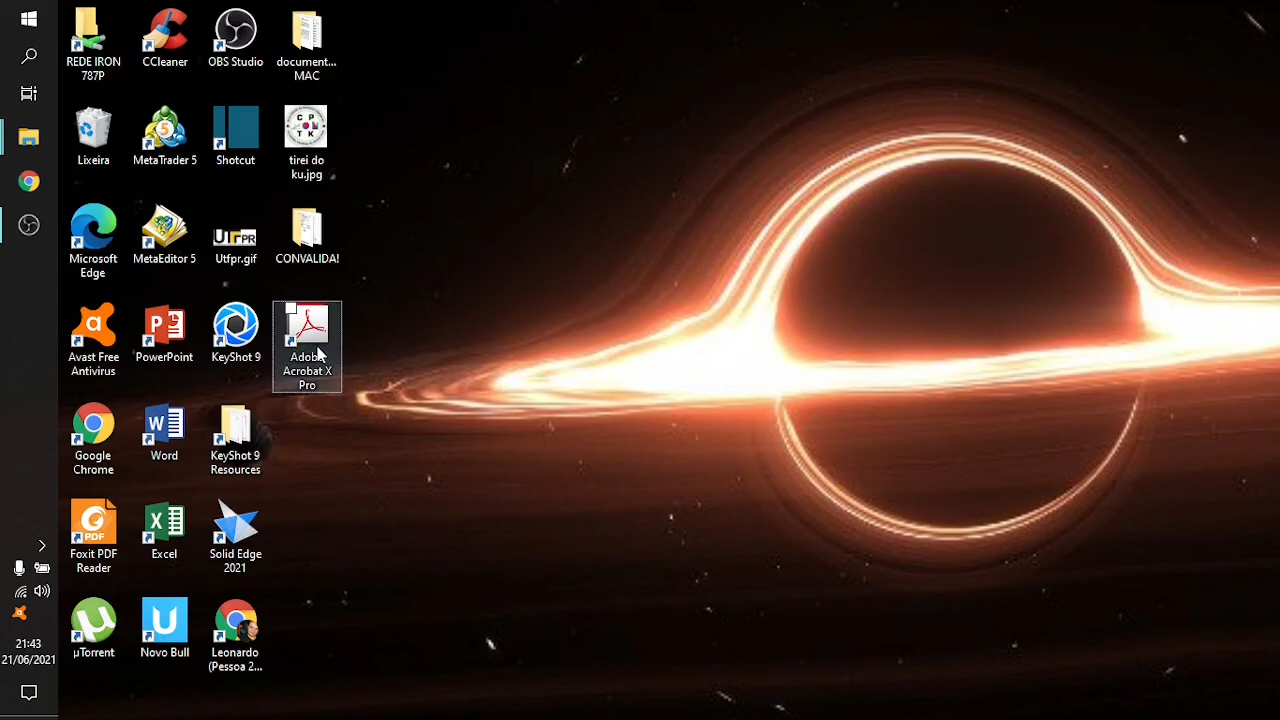 REDE IRON
787P
CCleaner
OBS Studio
document...
MAC
Lixeira
MetaTrader 5
Shotcut
C P
T K
tirei do
ku.jpg
Microsoft
Edge
MetaEditor 5
UTFPR
Utfpr.gif
CONVALIDA!
Avast Free
Antivirus
PowerPoint
KeyShot 9
Acrobat X
Pro
Google
Chrome
Word
KeyShot 9
Resources
PDF
Foxit PDF
Reader
Excel
Solid Edge
2021
µTorrent
Novo Bull
Leonardo
(Pessoa 2...
21:43
21/06/2021